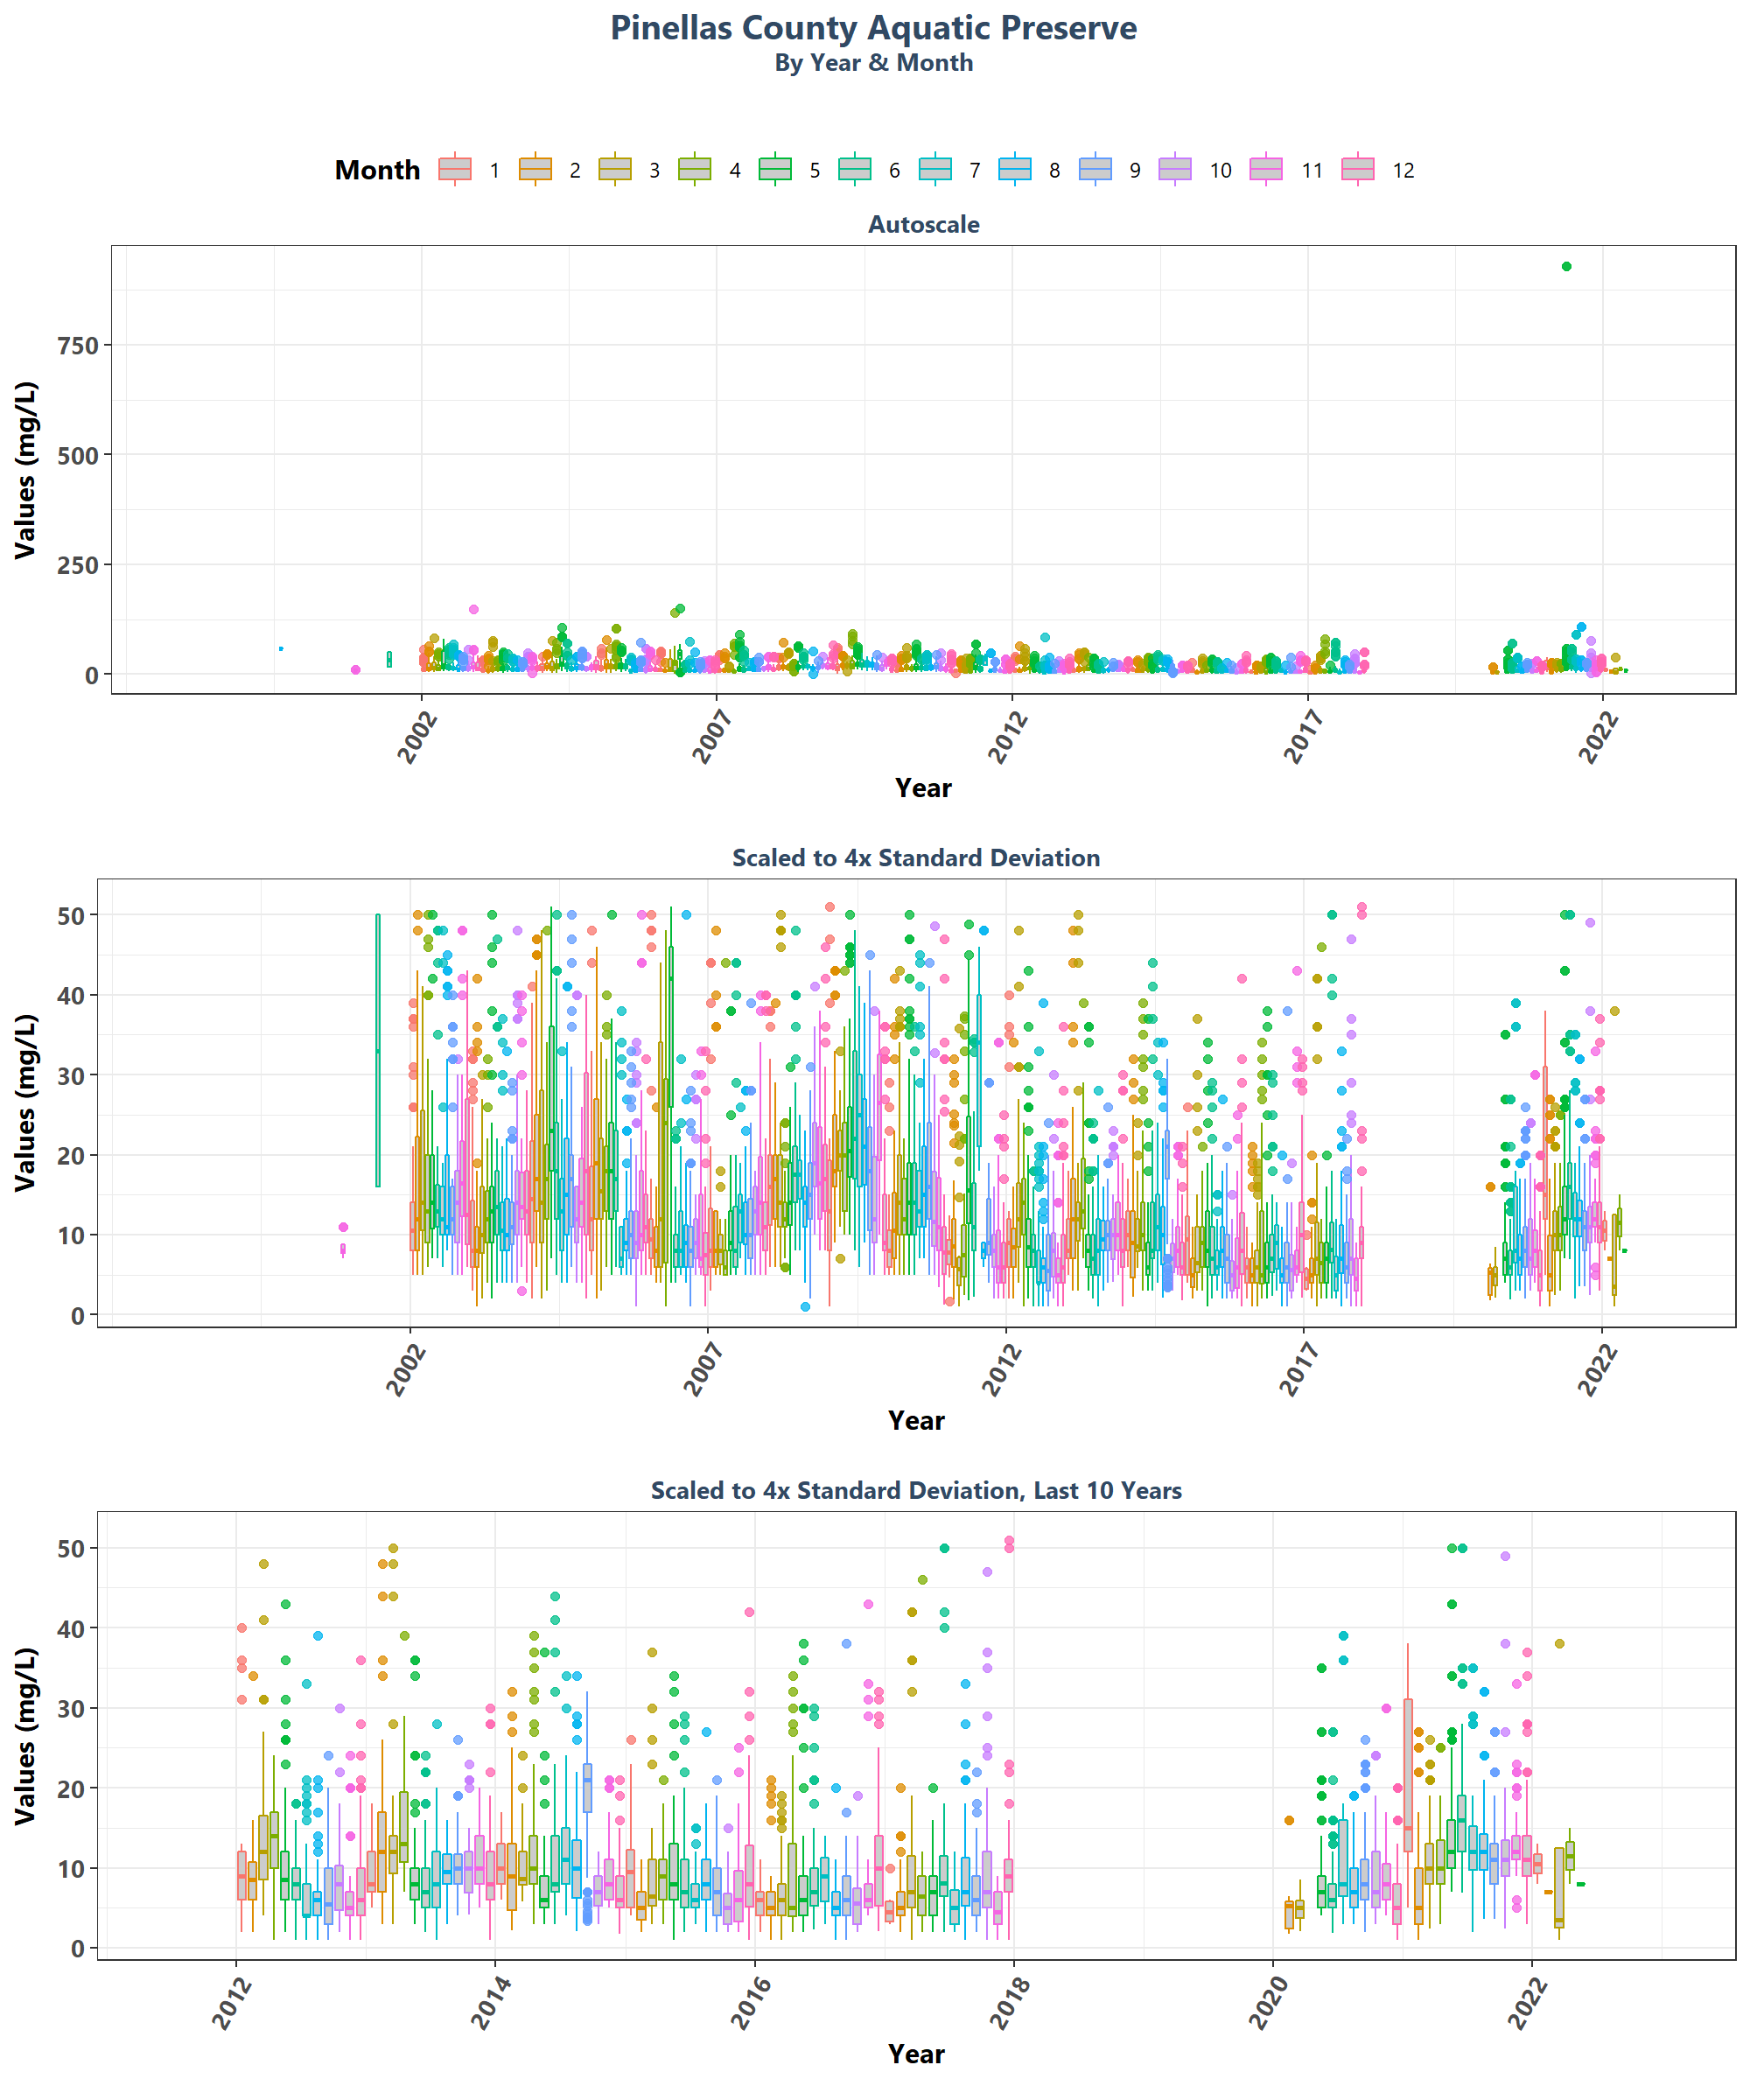 Pinellas County Aquatic Preserve
By Year & Month
Month 1 2 3 4 5 6 7 8 9 10 11 12
Autoscale
Values (mg/L)
750
500
250
0
2002 2007 2012 2017 2022
Year
Scaled to 4x Standard Deviation
Values (mg/L)
50
40
30
20
10
0
2002 2007 2012 2017 2022
Year
Scaled to 4x Standard Deviation, Last 10 Years
Values (mg/L)
50
40
30
20
10
0
2012 2014 2016 2018 2020 2022
Year